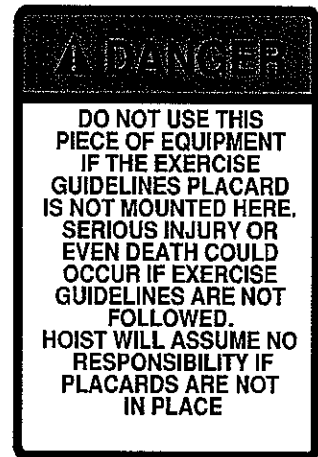 ⚠ DANGER
DO NOT USE THIS
PIECE OF EQUIPMENT
IF THE EXERCISE
GUIDELINES PLACARD
IS NOT MOUNTED HERE.
SERIOUS INJURY OR
EVEN DEATH COULD
OCCUR IF EXERCISE
GUIDELINES ARE NOT
FOLLOWED.
HOIST WILL ASSUME NO
RESPONSIBILITY IF
PLACARDS ARE NOT
IN PLACE